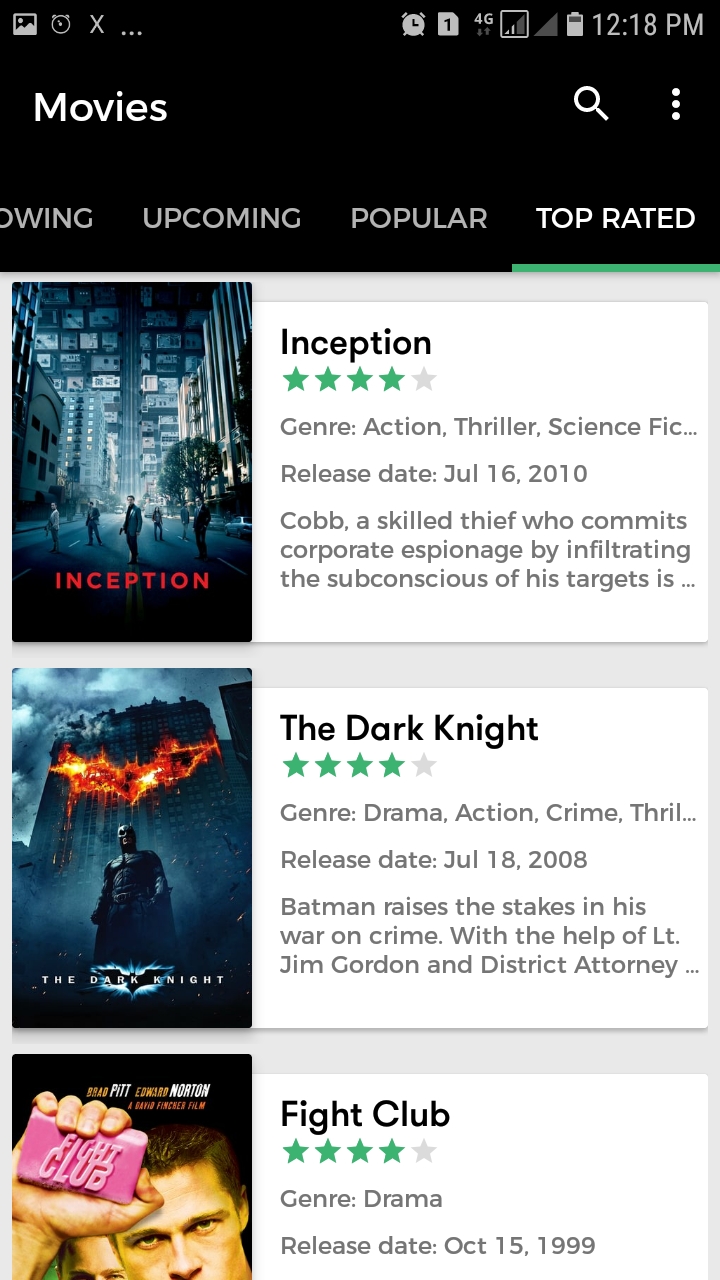 X ... 1 4G 12:18 PM
Movies
OWING UPCOMING POPULAR TOP RATED
INCEPTION
Inception
Genre: Action, Thriller, Science Fic...
Release date: Jul 16, 2010
Cobb, a skilled thief who commits
corporate espionage by infiltrating
the subconscious of his targets is ...
THE DARK KNIGHT
The Dark Knight
Genre: Drama, Action, Crime, Thril...
Release date: Jul 18, 2008
Batman raises the stakes in his
war on crime. With the help of Lt.
Jim Gordon and District Attorney ...
BRAD PITT EDWARD NORTON
A DAVID FINCHER FILM
FIGHT
CLUB
Fight Club
Genre: Drama
Release date: Oct 15, 1999